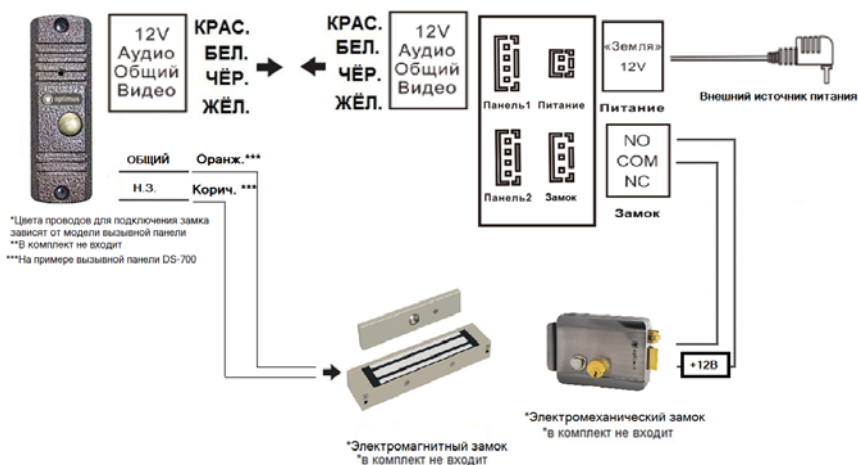 12V
Аудио
Общий
Видео
КРАС.
БЕЛ.
ЧЁР.
ЖЁЛ.
КРАС.
БЕЛ.
ЧЁР.
ЖЁЛ.
12V
Аудио
Общий
Видео
Панель1 Питание
Панель2 Замок
«Земля»
12V
Питание
Внешний источник питания
NO
COM
NC
Замок
optimus
ОБЩИЙ Оранж.***
Н.З. Корич. ***
*Цвета проводов для подключения замка
зависят от модели вызывной панели
**В комплект не входит
***На примере вызывной панели DS-700
+12В
*Электромагнитный замок
*в комплект не входит
*Электромеханический замок
*в комплект не входит